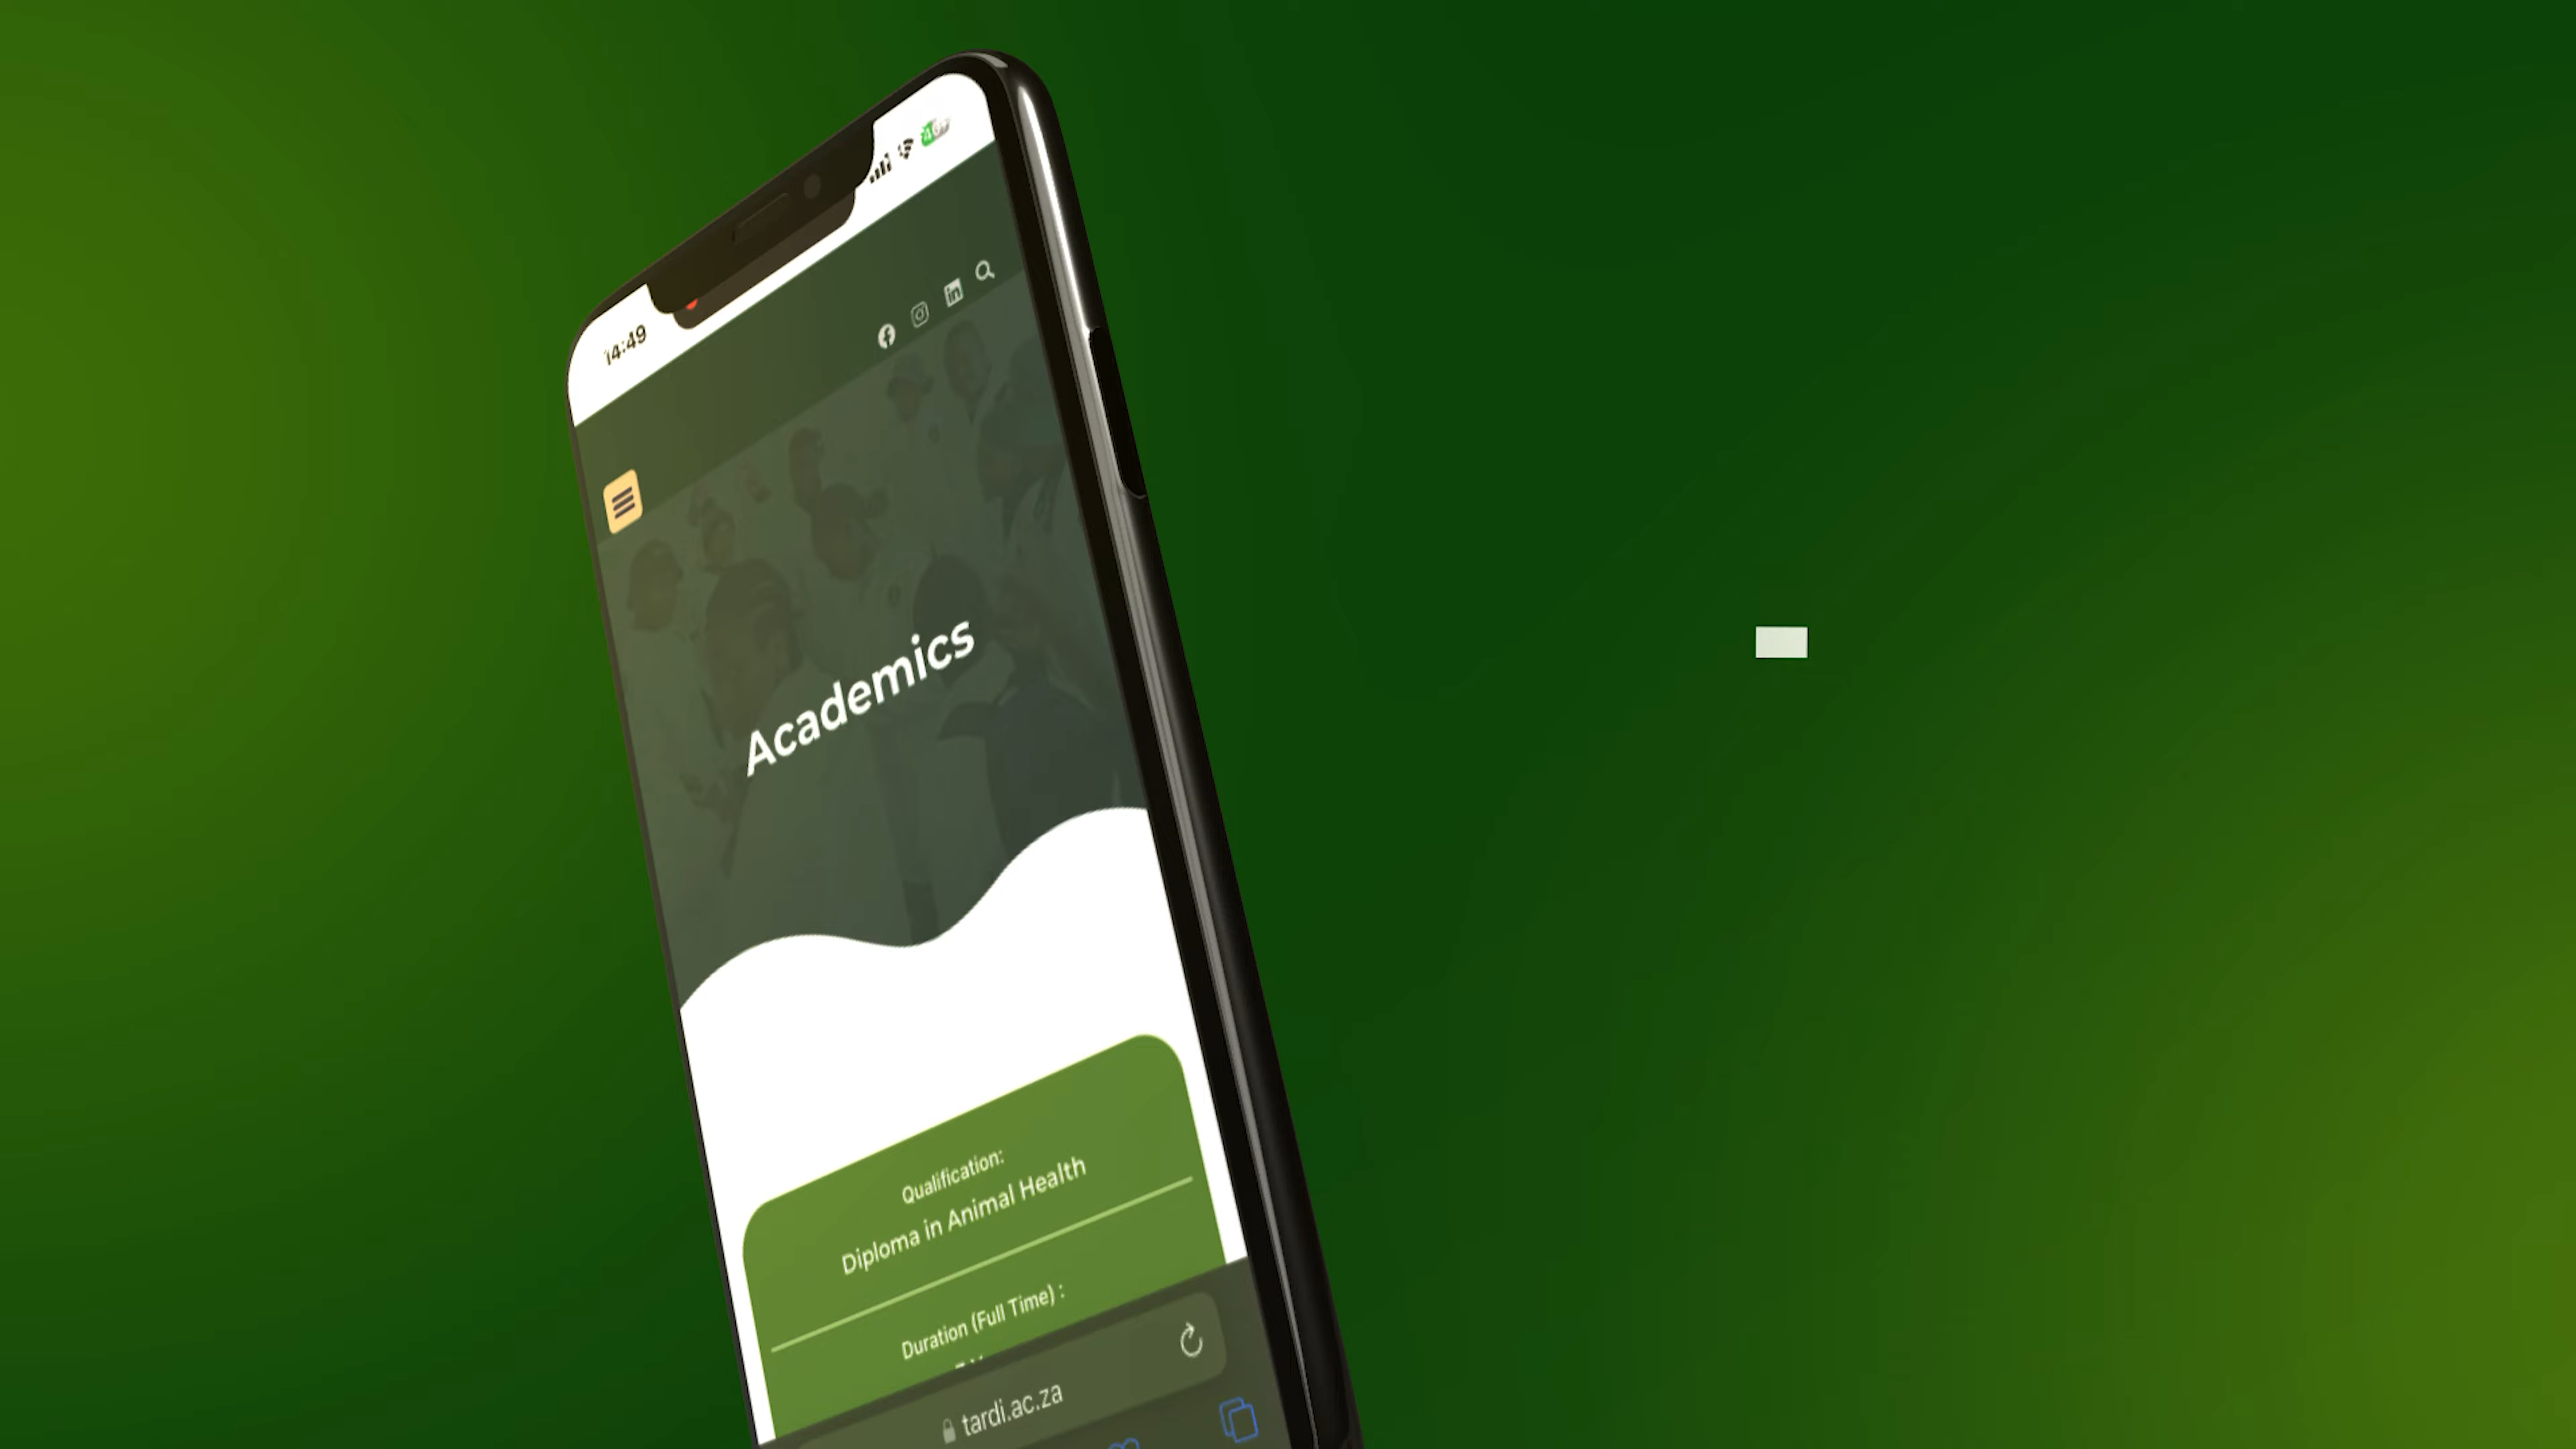 14:49
Academics
Qualification:
Diploma in Animal Health
Duration (Full Time) :
tardi.ac.za